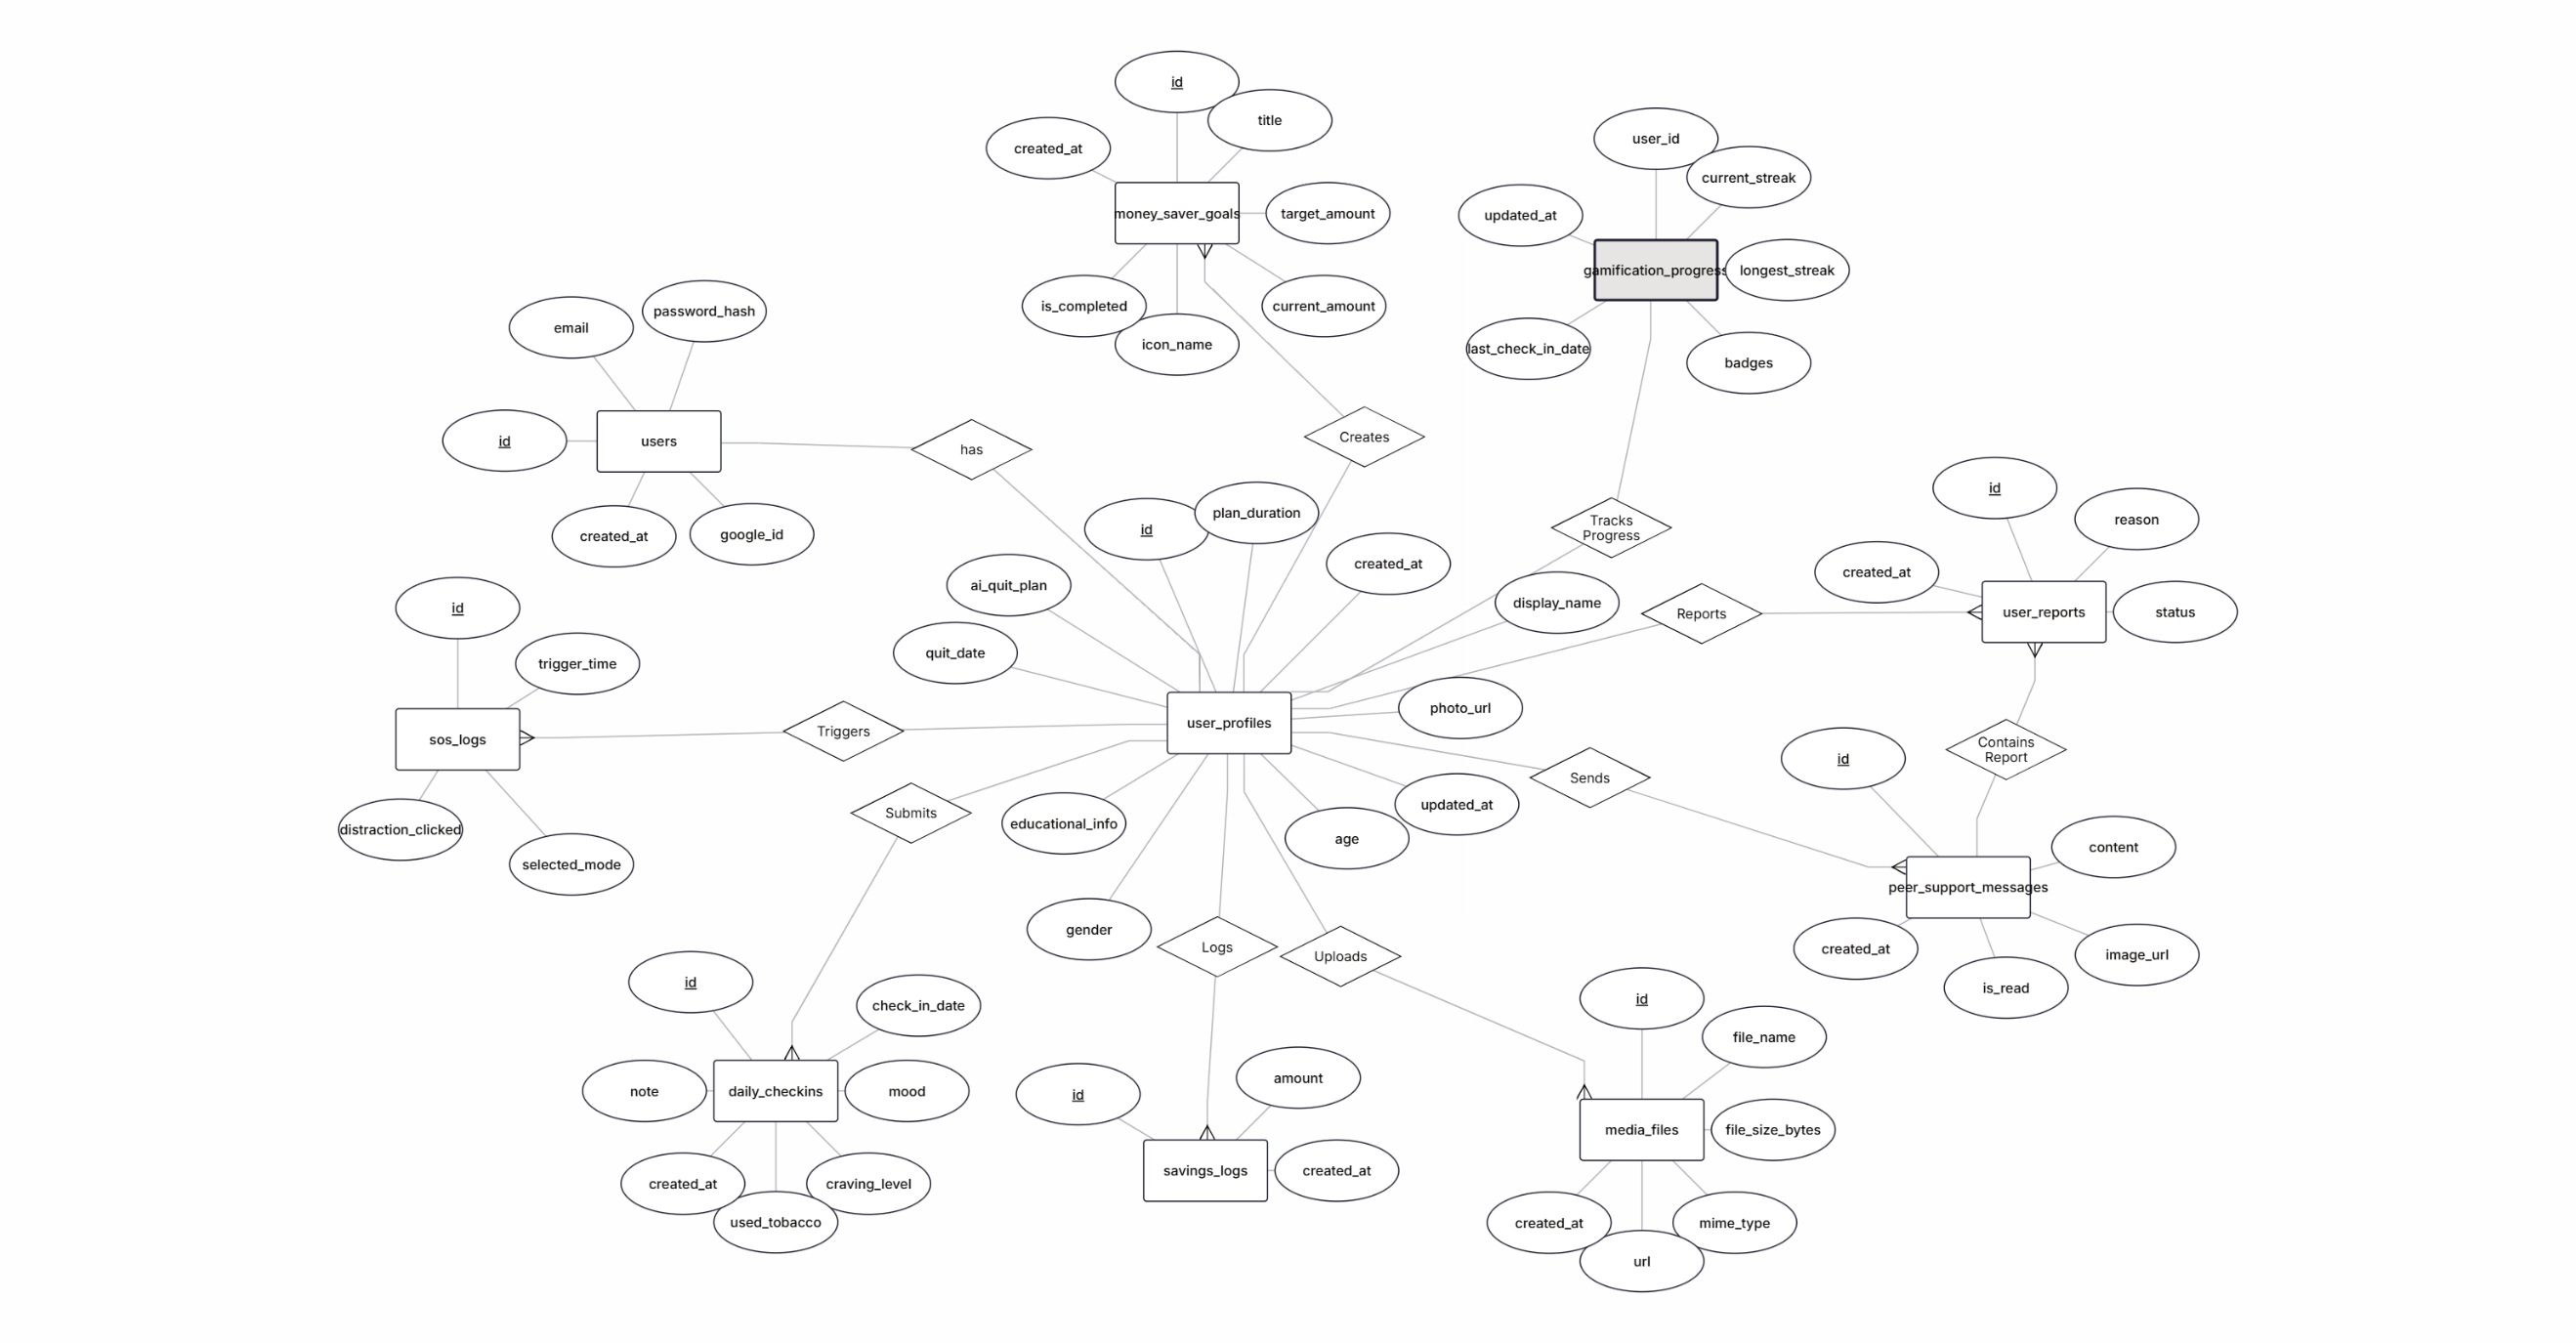 id
title
created_at
money_saver_goals
target_amount
is_completed
current_amount
icon_name
user_id
current_streak
updated_at
gamification_progress
longest_streak
last_check_in_date
badges
email
password_hash
id
users
created_at
google_id
has
Creates
Tracks
Progress
id
plan_duration
ai_quit_plan
created_at
quit_date
display_name
Reports
user_profiles
photo_url
educational_info
updated_at
age
gender
id
reason
created_at
user_reports
status
id
trigger_time
sos_logs
Triggers
distraction_clicked
selected_mode
Submits
Sends
Contains
Report
id
content
peer_support_messages
created_at
is_read
image_url
Logs
Uploads
id
check_in_date
note
daily_checkins
mood
created_at
craving_level
used_tobacco
id
amount
savings_logs
created_at
id
file_name
media_files
file_size_bytes
created_at
mime_type
url